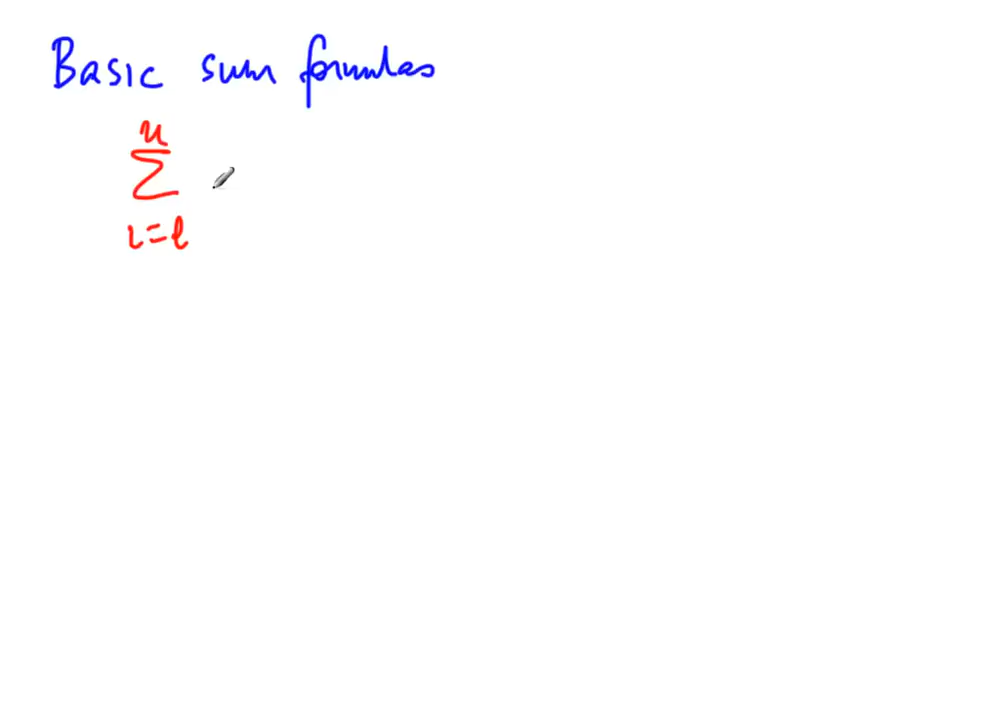 Basic sum formulas
u
Σ
i=l